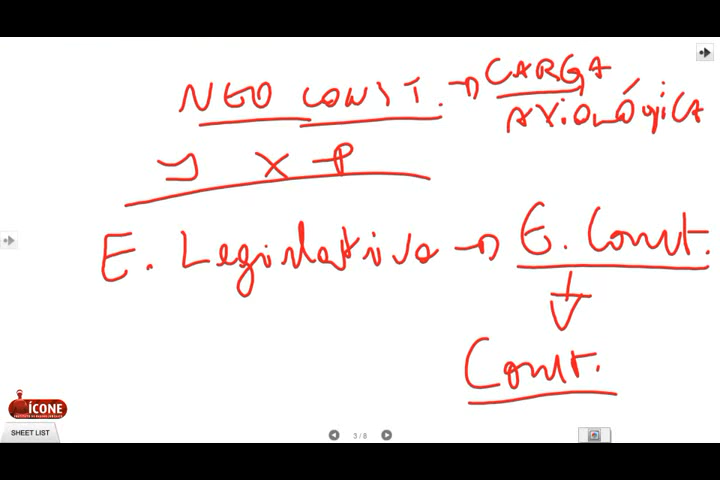 NEO CONST. → CARGA
AXIOLÓGICA
J X P
E. Legislativo → E. Const.
Const.
ÍCONE
SHEET LIST
3 / 8